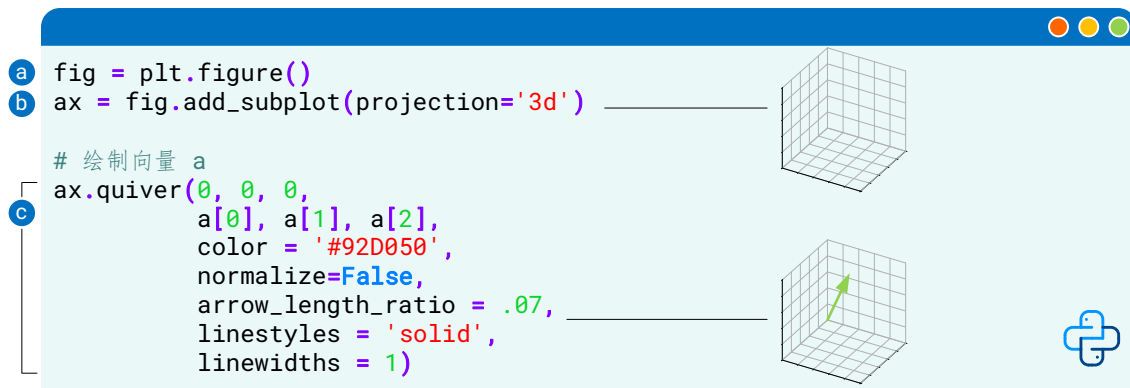 a fig = plt.figure()
b ax = fig.add_subplot(projection='3d')
# 绘制向量 a
ax.quiver(0, 0, 0,
c a[0], a[1], a[2],
color = '#92D050',
normalize=False,
arrow_length_ratio = .07,
linestyles = 'solid',
linewidths = 1)